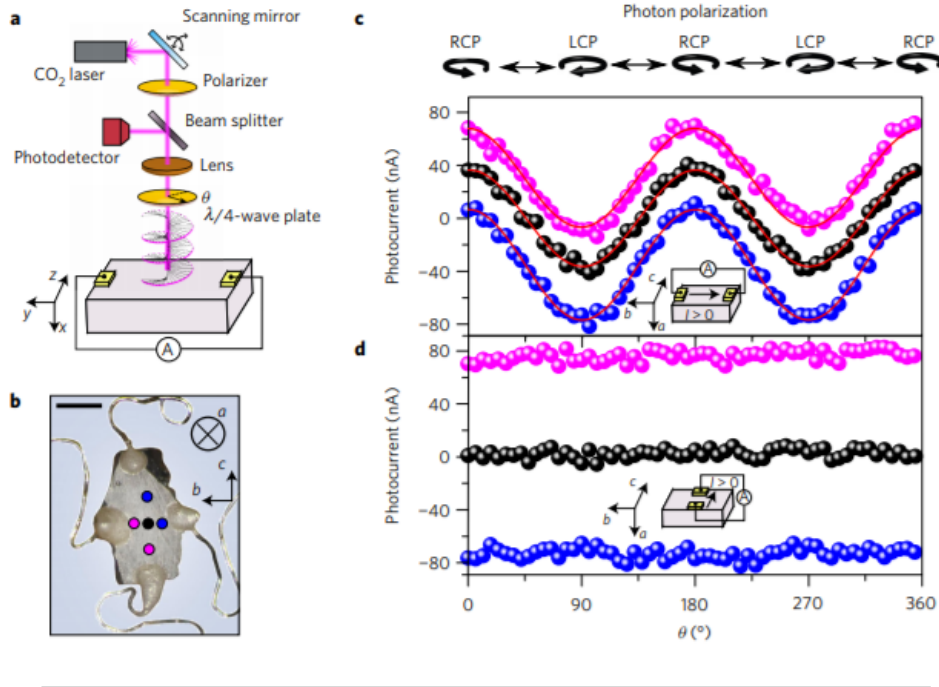 a
Scanning mirror
CO2 laser
Polarizer
Beam splitter
Photodetector
Lens
θ
λ/4-wave plate
z
y
x
A
b
a
c
b
c
Photon polarization
RCP LCP RCP LCP RCP
Photocurrent (nA)
80
40
0
−40
−80
c
b
a
A
I > 0
d
Photocurrent (nA)
80
40
0
−40
−80
c
b
a
I > 0
A
0 90 180 270 360
θ (°)